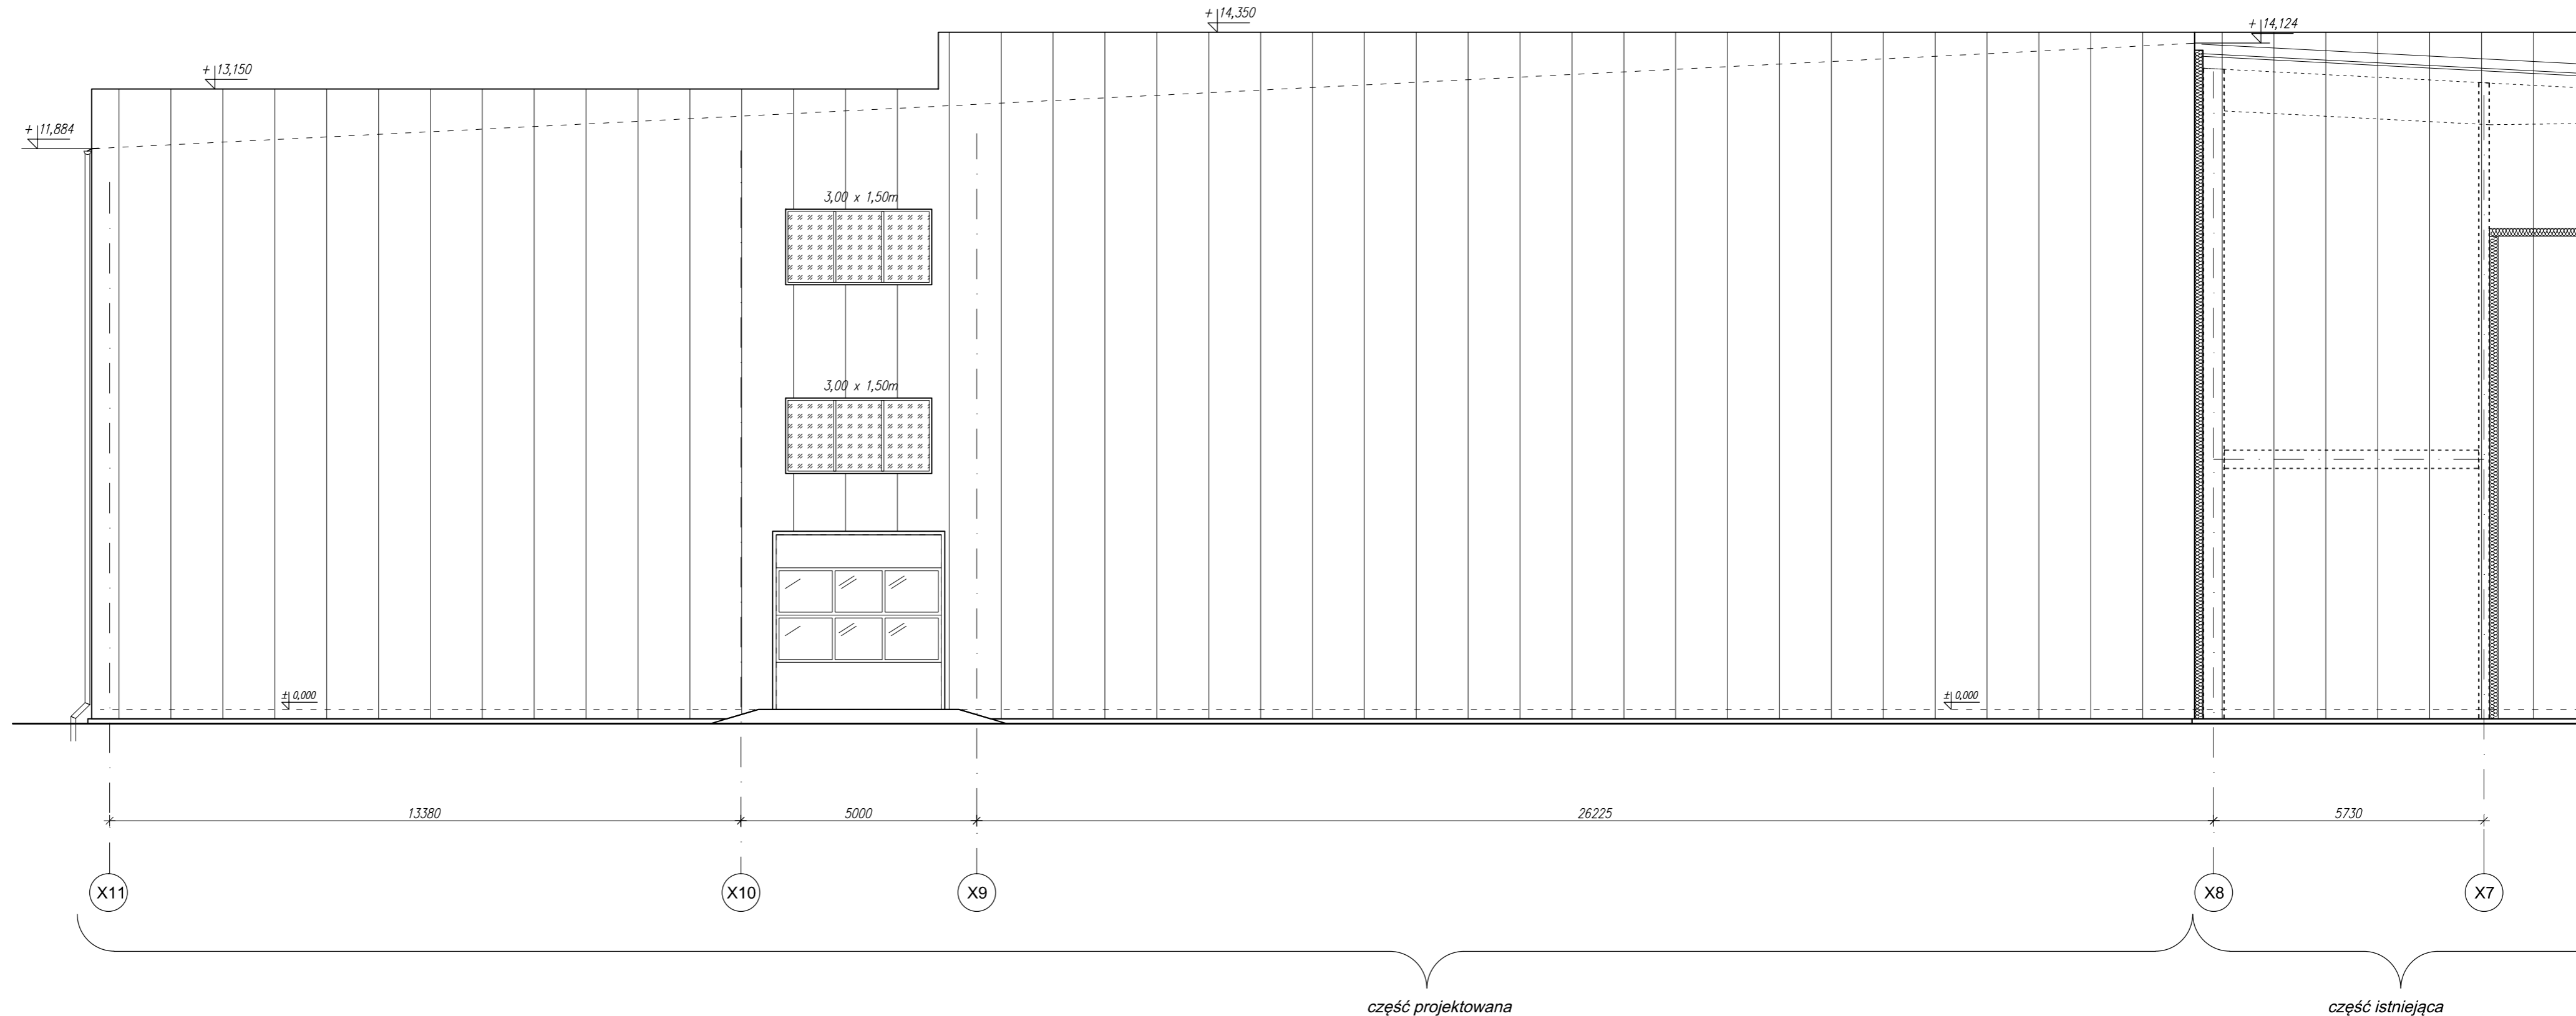 + 14,350
+ 14,124
+ 13,150
+ 11,884
3,00 x 1,50m
3,00 x 1,50m
± 0,000
± 0,000
13380
5000
26225
5730
X11
X10
X9
X8
X7
część projektowana
część istniejąca